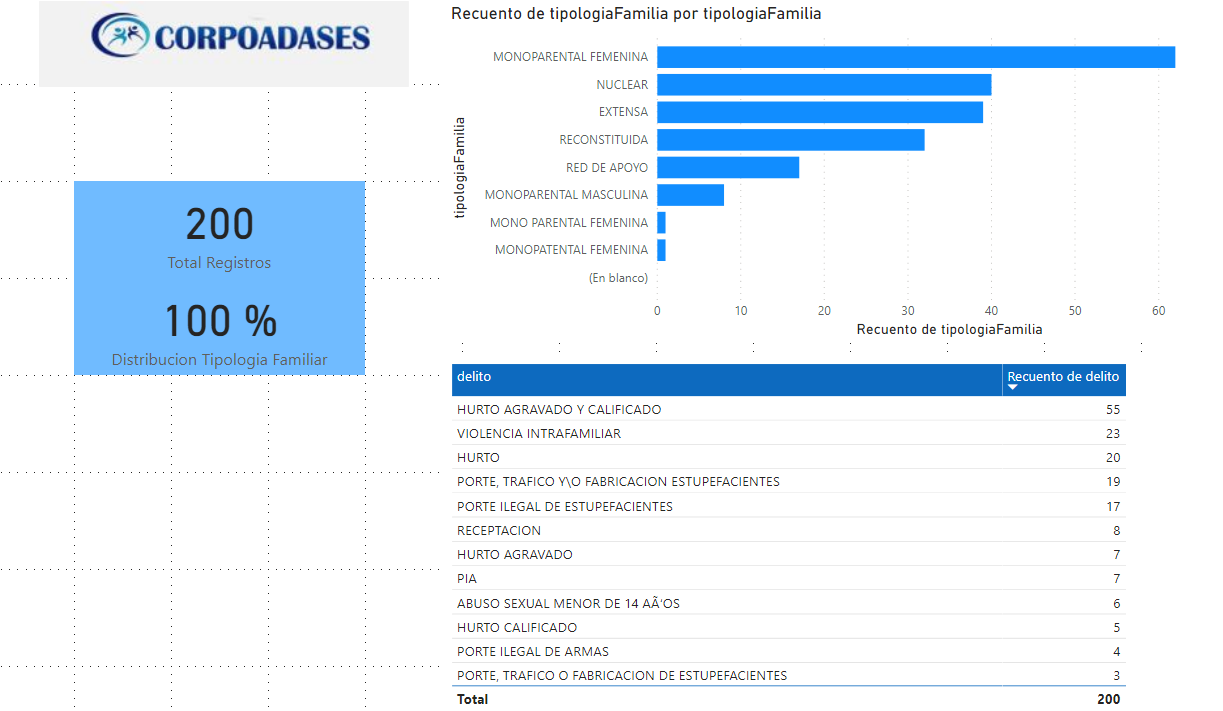 CORPOADASES
200
Total Registros
100 %
Distribucion Tipologia Familiar
Recuento de tipologiaFamilia por tipologiaFamilia
tipologiaFamilia
MONOPARENTAL FEMENINA
NUCLEAR
EXTENSA
RECONSTITUIDA
RED DE APOYO
MONOPARENTAL MASCULINA
MONO PARENTAL FEMENINA
MONOPATENTAL FEMENINA
(En blanco)
0 10 20 30 40 50 60
Recuento de tipologiaFamilia
delito Recuento de delito
HURTO AGRAVADO Y CALIFICADO 55
VIOLENCIA INTRAFAMILIAR 23
HURTO 20
PORTE, TRAFICO Y\O FABRICACION ESTUPEFACIENTES 19
PORTE ILEGAL DE ESTUPEFACIENTES 17
RECEPTACION 8
HURTO AGRAVADO 7
PIA 7
ABUSO SEXUAL MENOR DE 14 AÃ‘OS 6
HURTO CALIFICADO 5
PORTE ILEGAL DE ARMAS 4
PORTE, TRAFICO O FABRICACION DE ESTUPEFACIENTES 3
Total 200